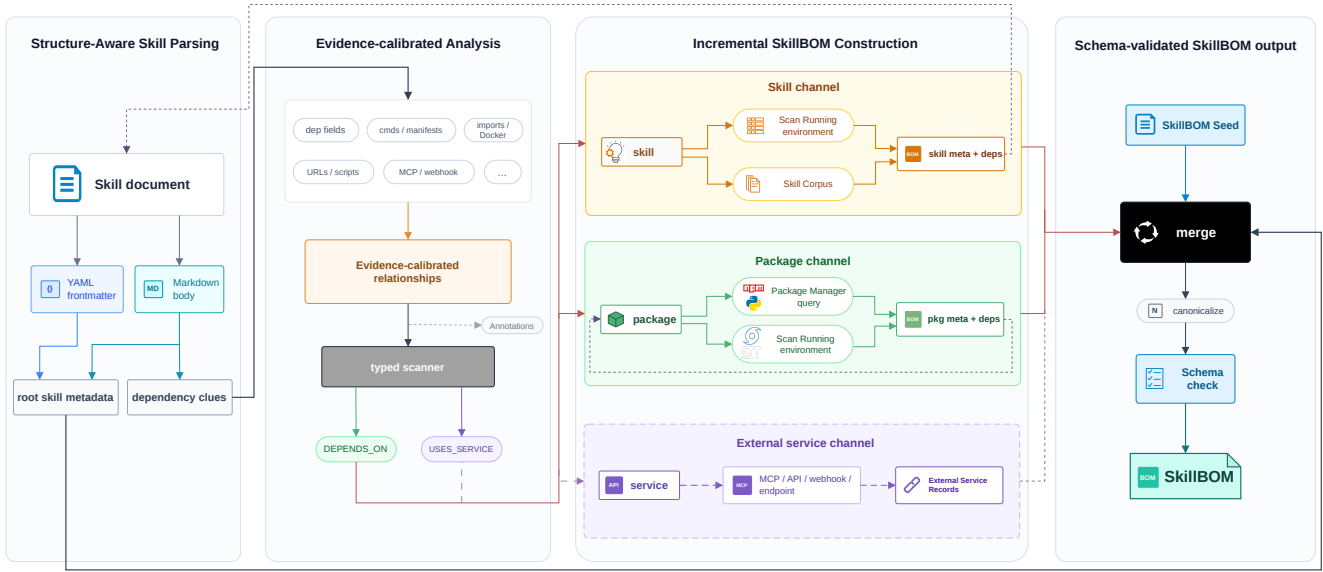 Structure-Aware Skill Parsing
Skill document
{}
YAML
frontmatter
MD
Markdown
body
root skill metadata
dependency clues
Evidence-calibrated Analysis
dep fields
cmds / manifests
imports /
Docker
URLs / scripts
MCP / webhook
...
Evidence-calibrated
relationships
Annotations
typed scanner
DEPENDS_ON
USES_SERVICE
Incremental SkillBOM Construction
Skill channel
skill
Scan Running
environment
Skill Corpus
BOM
skill meta + deps
Package channel
package
npm
Package Manager
query
Scan Running
environment
BOM
pkg meta + deps
External service channel
API
service
MCP
MCP / API / webhook /
endpoint
External Service
Records
Schema-validated SkillBOM output
SkillBOM Seed
merge
N
canonicalize
Schema
check
BOM
SkillBOM